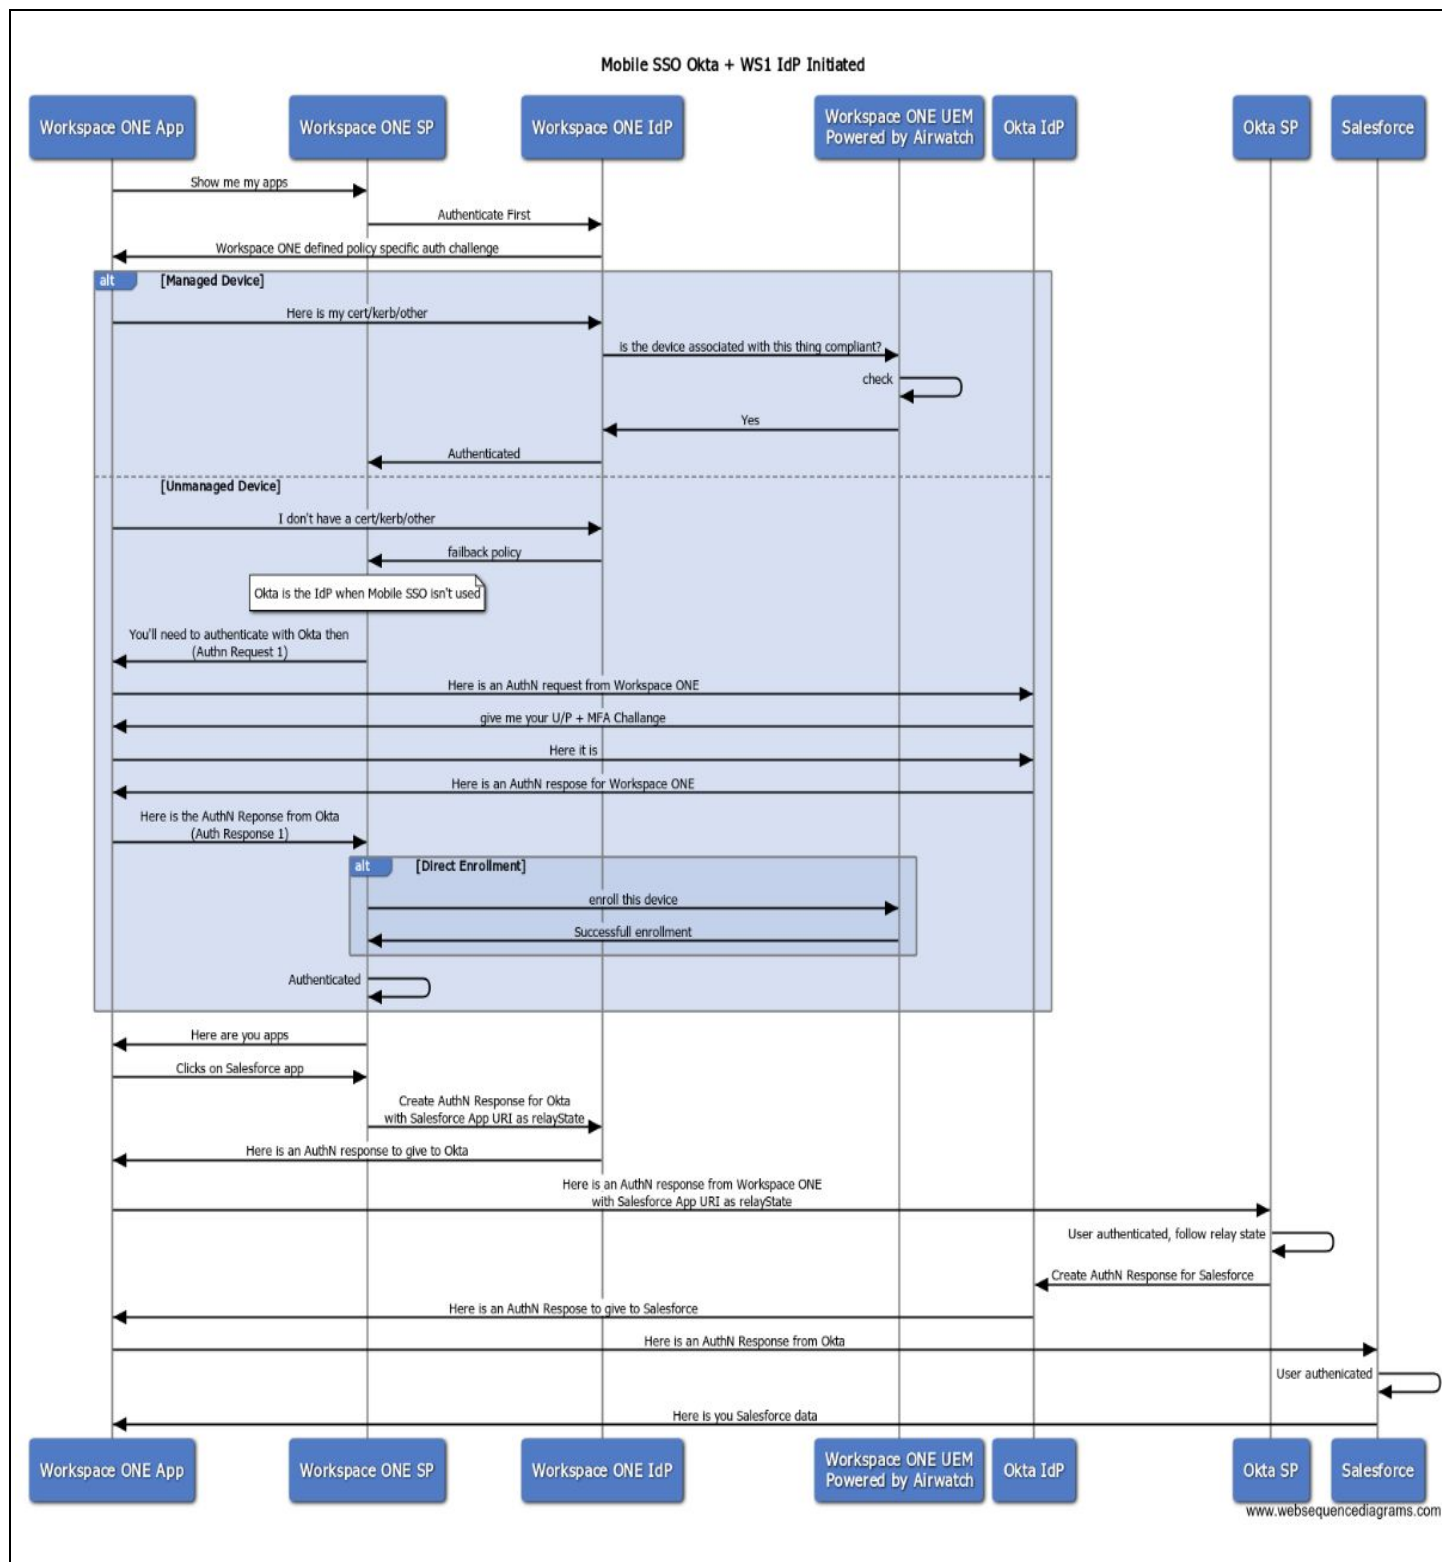 Mobile SSO Okta + WS1 IdP Initiated
Workspace ONE App
Workspace ONE SP
Workspace ONE IdP
Workspace ONE UEM
Powered by Airwatch
Okta IdP
Okta SP
Salesforce
Show me my apps
Authenticate First
Workspace ONE defined policy specific auth challenge
alt
[Managed Device]
Here is my cert/kerb/other
is the device associated with this thing compliant?
check
Yes
Authenticated
[Unmanaged Device]
I don't have a cert/kerb/other
failback policy
Okta is the IdP when Mobile SSO isn't used
You'll need to authenticate with Okta then
(Authn Request 1)
Here is an AuthN request from Workspace ONE
give me your U/P + MFA Challange
Here it is
Here is an AuthN respose for Workspace ONE
Here is the AuthN Reponse from Okta
(Auth Response 1)
alt
[Direct Enrollment]
enroll this device
Successfull enrollment
Authenticated
Here are you apps
Clicks on Salesforce app
Create AuthN Response for Okta
with Salesforce App URI as relayState
Here is an AuthN response to give to Okta
Here is an AuthN response from Workspace ONE
with Salesforce App URI as relayState
User authenticated, follow relay state
Create AuthN Response for Salesforce
Here is an AuthN Respose to give to Salesforce
Here is an AuthN Response from Okta
User authenicated
Here is you Salesforce data
Workspace ONE App
Workspace ONE SP
Workspace ONE IdP
Workspace ONE UEM
Powered by Airwatch
Okta IdP
Okta SP
Salesforce
www.websequencediagrams.com